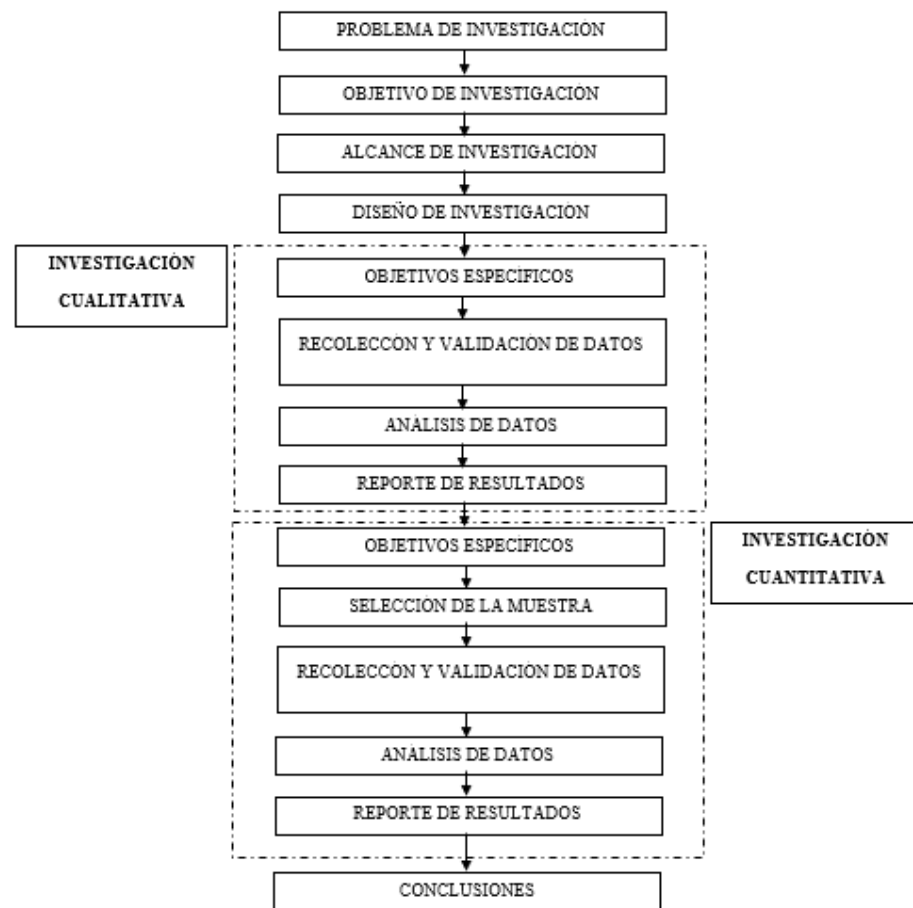 PROBLEMA DE INVESTIGACIÓN
OBJETIVO DE INVESTIGACIÓN
ALCANCE DE INVESTIGACIÓN
DISEÑO DE INVESTIGACIÓN
INVESTIGACIÓN
CUALITATIVA
OBJETIVOS ESPECÍFICOS
RECOLECCÓN Y VALIDACIÓN DE DATOS
ANÁLISIS DE DATOS
REPORTE DE RESULTADOS
INVESTIGACIÓN
CUANTITATIVA
OBJETIVOS ESPECÍFICOS
SELECCIÓN DE LA MUESTRA
RECOLECCÓN Y VALIDACIÓN DE DATOS
ANÁLISIS DE DATOS
REPORTE DE RESULTADOS
CONCLUSIONES